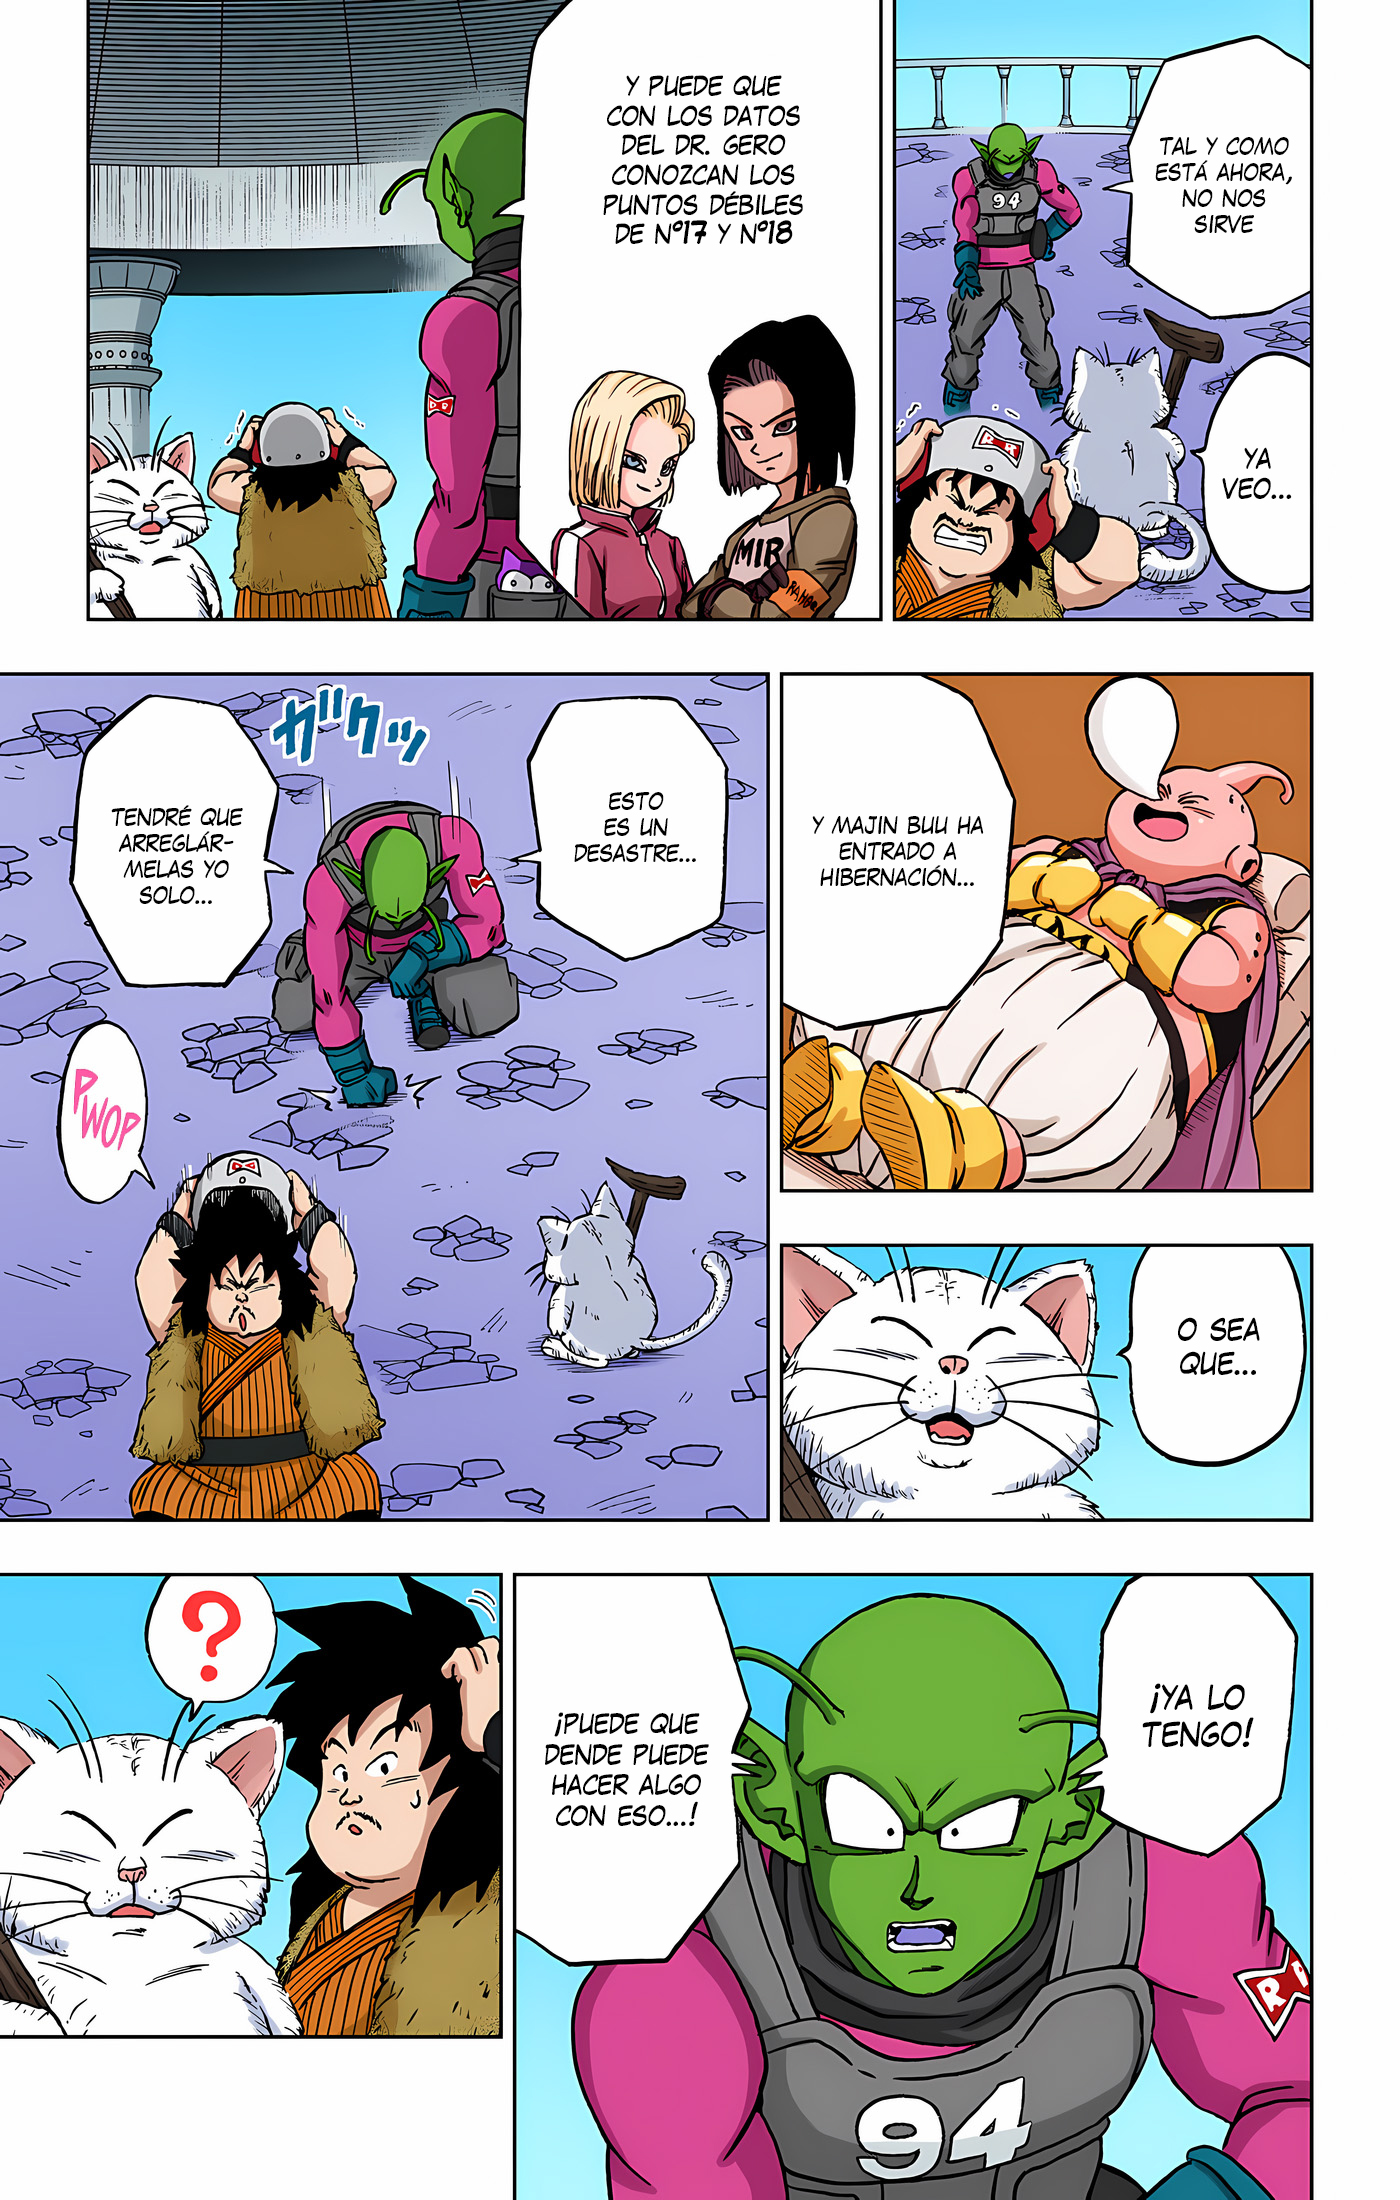 TAL Y COMO
ESTÁ AHORA,
NO NOS
SIRVE
94
YA
VEO...
RR
Y PUEDE QUE
CON LOS DATOS
DEL DR. GERO
CONOZCAN LOS
PUNTOS DÉBILES
DE Nº17 Y Nº18
MIR
RANGE
Y MAJIN BUU HA
ENTRADO A
HIBERNACIÓN...
M
O SEA
QUE...
ガガクッ
ESTO
ES UN
DESASTRE...
TENDRÉ QUE
ARREGLÁR-
MELAS YO
SOLO...
PWOP
¡YA LO
TENGO!
¡PUEDE QUE
DENDE PUEDE
HACER ALGO
CON ESO...!
R
94
?